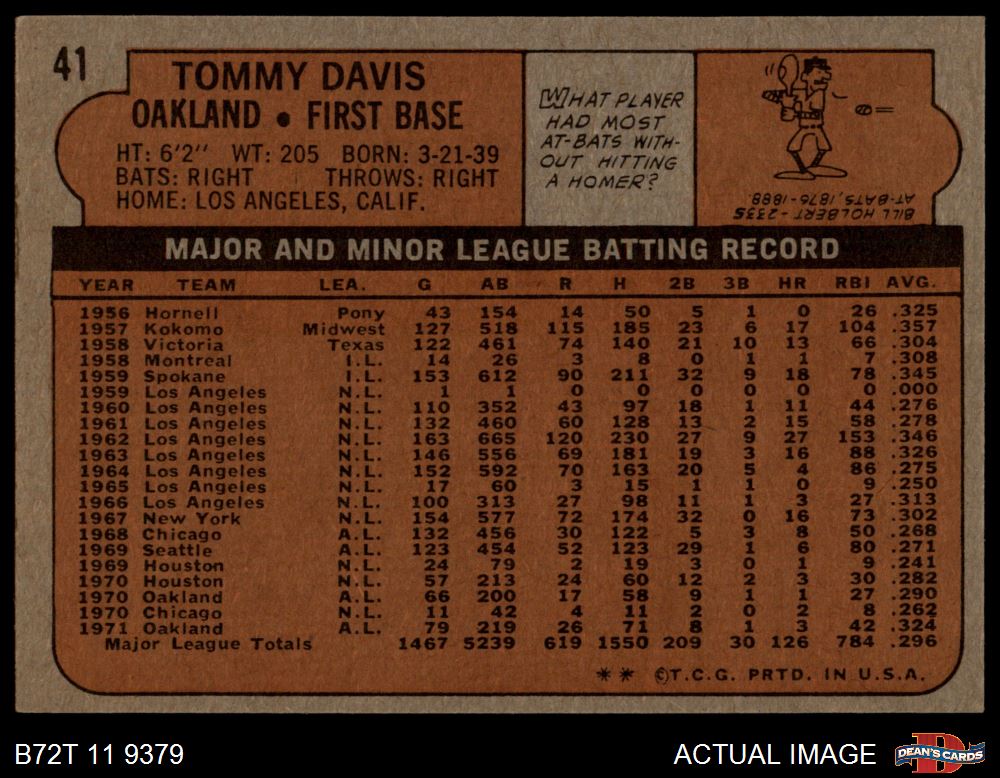 41
TOMMY DAVIS
OAKLAND • FIRST BASE
HT: 6'2" WT: 205 BORN: 3-21-39
BATS: RIGHT THROWS: RIGHT
HOME: LOS ANGELES, CALIF.
WHAT PLAYER
HAD MOST
AT-BATS WITH-
OUT HITTING
A HOMER?
BILL HOLBERT - 2335
AT-BATS, 1876-1888.
MAJOR AND MINOR LEAGUE BATTING RECORD
YEAR TEAM LEA. G AB R H 2B 3B HR RBI AVG.
1956 Hornell Pony 43 154 14 50 5 1 0 26 .325
1957 Kokomo Midwest 127 518 115 185 23 6 17 104 .357
1958 Victoria Texas 122 461 74 140 21 10 13 66 .304
1958 Montreal I.L. 14 26 3 8 0 1 1 7 .308
1959 Spokane I.L. 153 612 90 211 32 9 18 78 .345
1959 Los Angeles N.L. 1 1 0 0 0 0 0 0 .000
1960 Los Angeles N.L. 110 352 43 97 18 1 11 44 .276
1961 Los Angeles N.L. 132 460 60 128 13 2 15 58 .278
1962 Los Angeles N.L. 163 665 120 230 27 9 27 153 .346
1963 Los Angeles N.L. 146 556 69 181 19 3 16 88 .326
1964 Los Angeles N.L. 152 592 70 163 20 5 4 86 .275
1965 Los Angeles N.L. 17 60 3 15 1 1 0 9 .250
1966 Los Angeles N.L. 100 313 27 98 11 1 3 27 .313
1967 New York N.L. 154 577 72 174 32 0 16 73 .302
1968 Chicago A.L. 132 456 30 122 5 3 8 50 .268
1969 Seattle A.L. 123 454 52 123 29 1 6 80 .271
1969 Houston N.L. 24 79 2 19 3 0 1 9 .241
1970 Houston N.L. 57 213 24 60 12 2 3 30 .282
1970 Oakland A.L. 66 200 17 58 9 1 1 27 .290
1970 Chicago N.L. 11 42 4 11 2 0 2 8 .262
1971 Oakland A.L. 79 219 26 71 8 1 3 42 .324
Major League Totals 1467 5239 619 1550 209 30 126 784 .296
** ©T.C.G. PRTD. IN U.S.A.
B72T 11 9379
ACTUAL IMAGE
DEAN'S CARDS